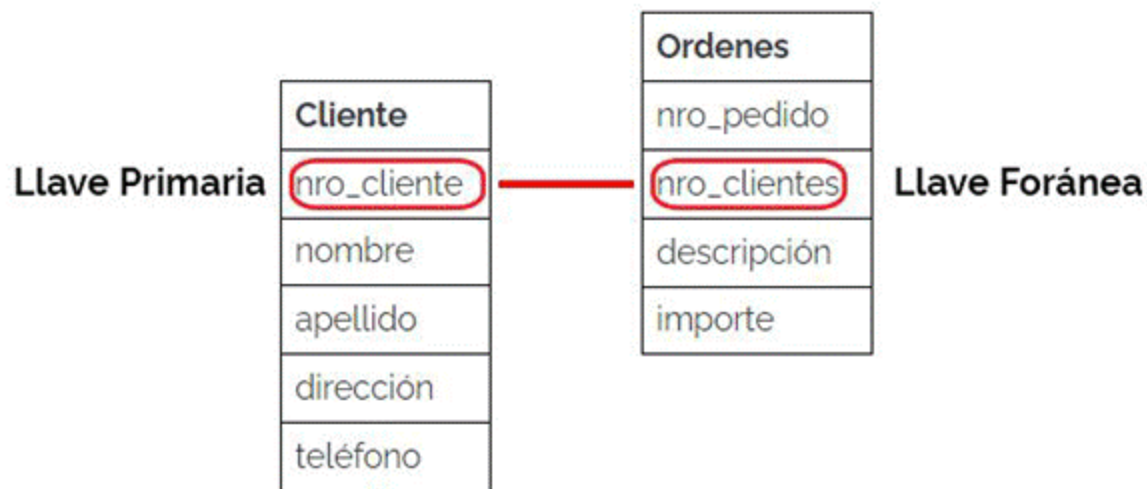 Ordenes
nro_pedido
nro_clientes
descripción
importe
Cliente
nro_cliente
nombre
apellido
dirección
teléfono
Llave Primaria
Llave Foránea